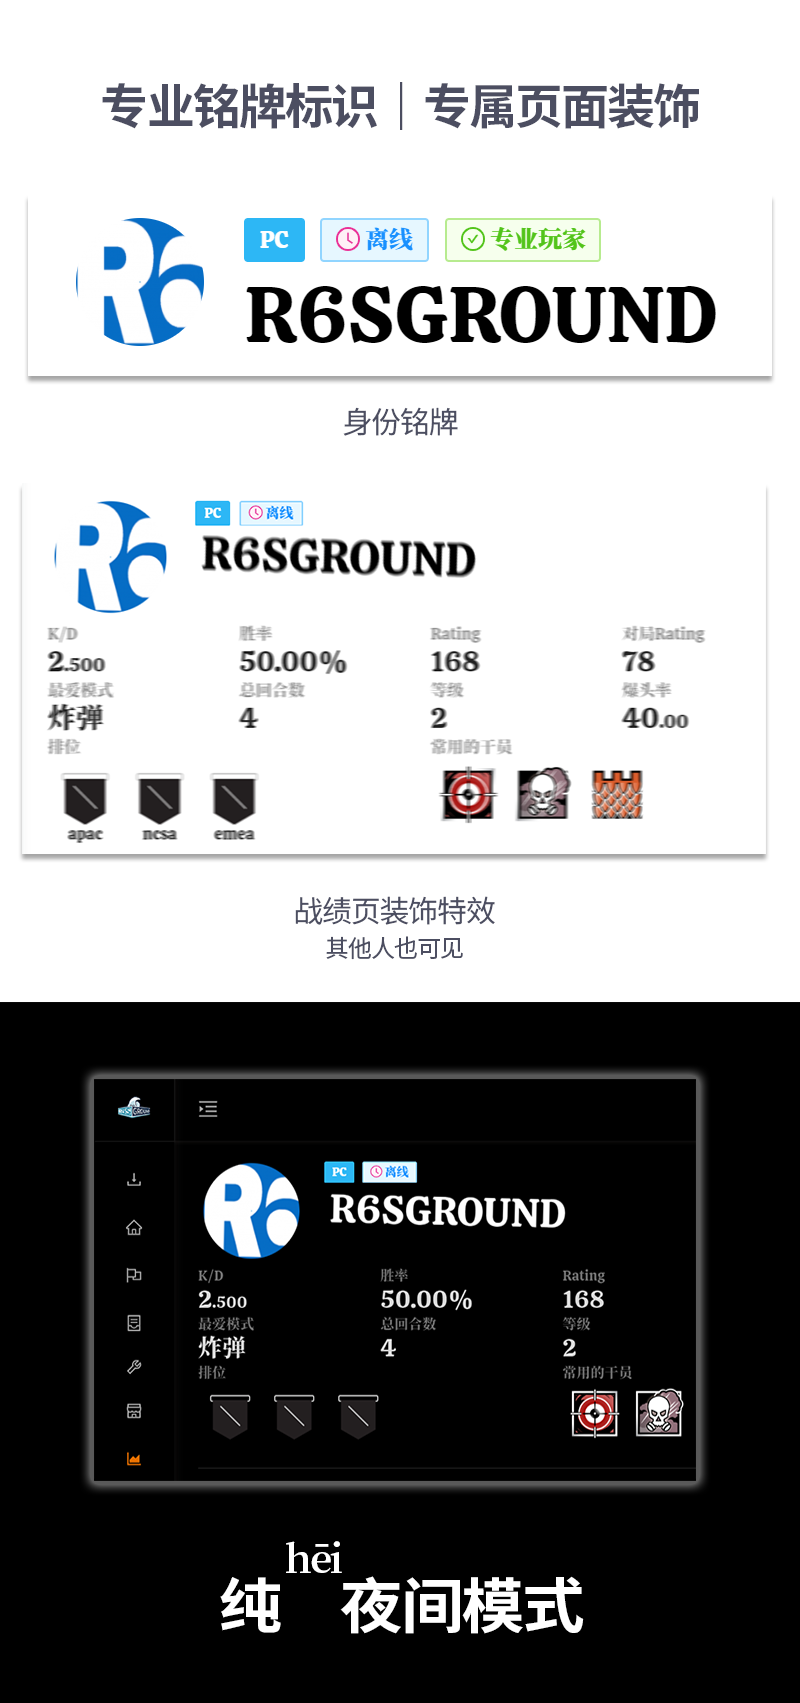 专业铭牌标识｜专属页面装饰
R6
PC 离线 专业玩家
R6SGROUND
身份铭牌
R6
PC 离线
R6SGROUND
K/D 胜率 Rating 对局Rating
2.500 50.00% 168 78
最爱模式 总回合数 等级 爆头率
炸弹 4 2 40.00
排位 常用的干员
apac ncsa emea
战绩页装饰特效
其他人也可见
R6
PC 离线
R6SGROUND
K/D 胜率 Rating
2.500 50.00% 168
最爱模式 总回合数 等级
炸弹 4 2
排位 常用的干员
hēi
纯 夜间模式